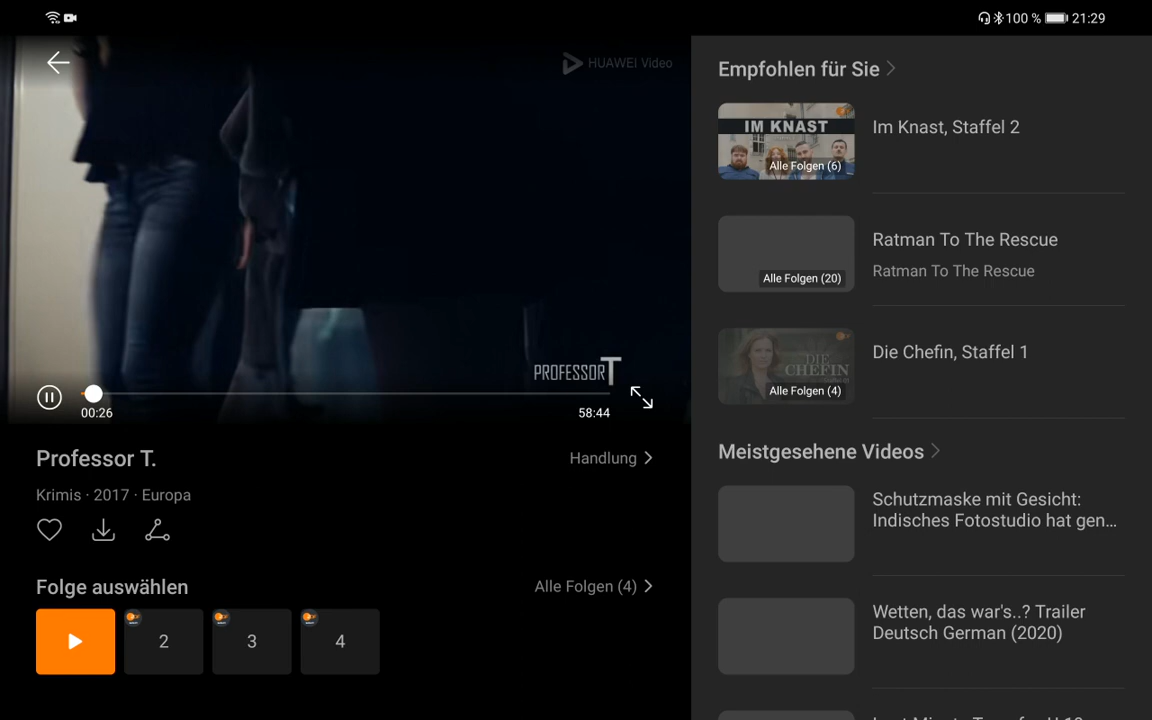 100 % 21:29
HUAWEI Video
PROFESSOR T
00:26
58:44
Professor T.
Handlung
Krimis · 2017 · Europa
Folge auswählen
Alle Folgen (4)
2
3
4
Empfohlen für Sie
IM KNAST
Alle Folgen (6)
Im Knast, Staffel 2
Alle Folgen (20)
Ratman To The Rescue
Ratman To The Rescue
DIE
CHEFIN
Alle Folgen (4)
Die Chefin, Staffel 1
Meistgesehene Videos
Schutzmaske mit Gesicht:
Indisches Fotostudio hat gen...
Wetten, das war's..? Trailer
Deutsch German (2020)